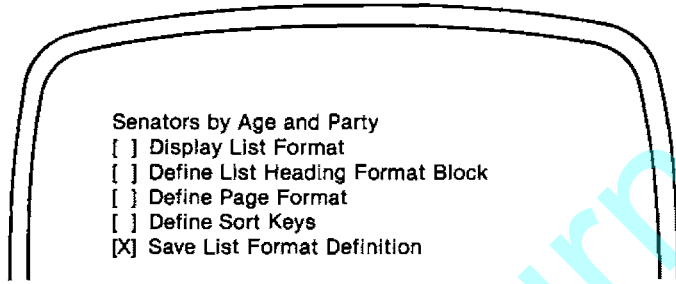 Senators by Age and Party
[ ] Display List Format
[ ] Define List Heading Format Block
[ ] Define Page Format
[ ] Define Sort Keys
[X] Save List Format Definition